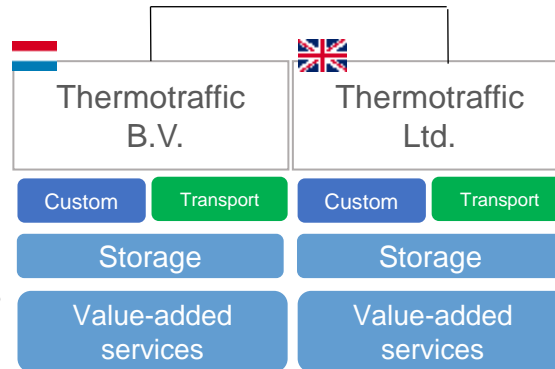 Thermotraffic
B.V.
Thermotraffic
Ltd.
Custom
Transport
Custom
Transport
Storage
Storage
Value-added
services
Value-added
services